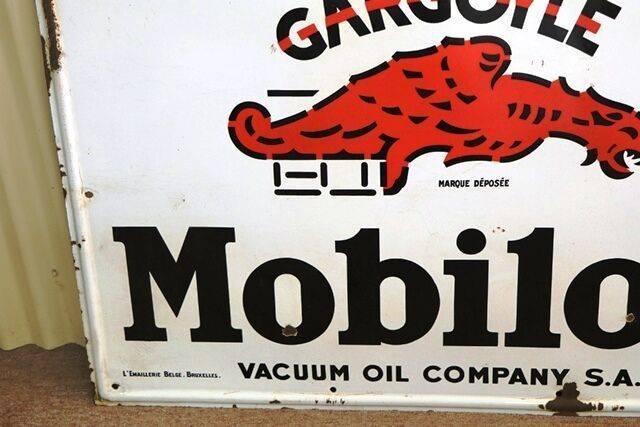 GARGOYLE
MARQUE DÉPOSÉE
Mobilo
L'EMAILLERIE BELGE. BRUXELLES.
VACUUM OIL COMPANY S.A.